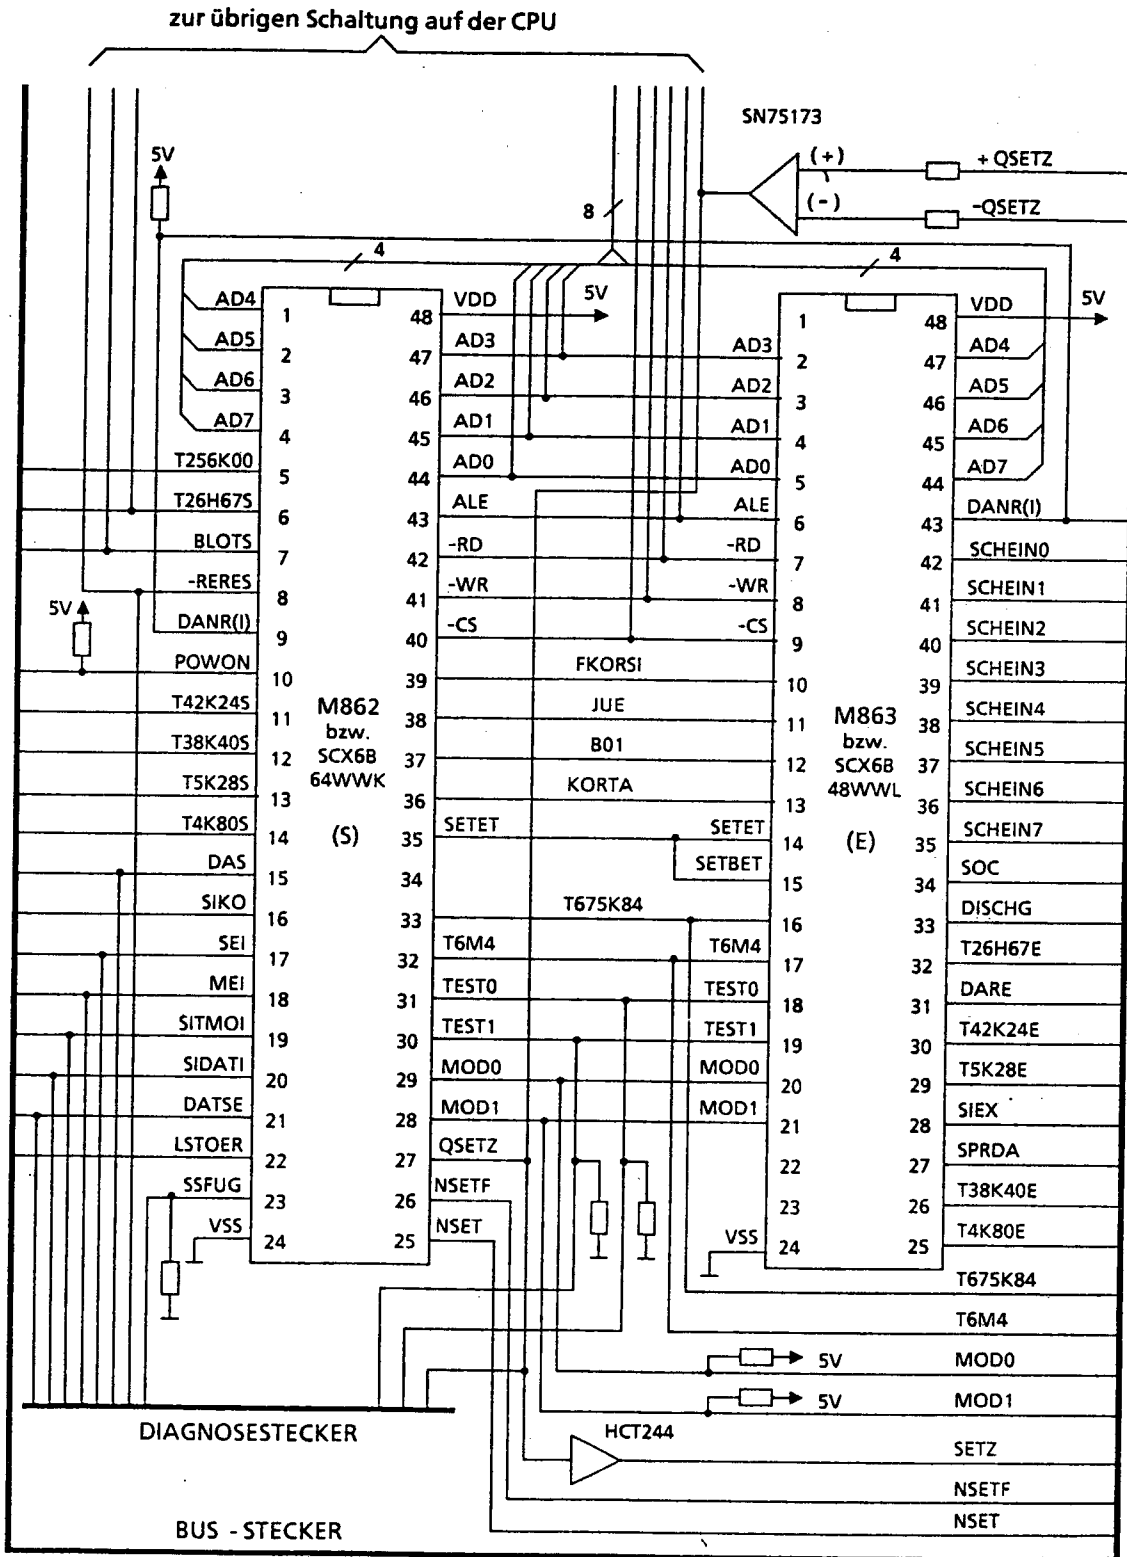 zur übrigen Schaltung auf der CPU
SN75173
5V
(+)
+QSETZ
8
(-)
-QSETZ
4
4
AD4
1
VDD
48
5V
1
VDD
48
5V
AD5
2
AD3
47
AD3
2
AD4
47
AD6
3
AD2
46
AD2
3
AD5
46
AD7
4
AD1
45
AD1
4
AD6
45
T256K00
5
AD0
44
AD0
5
AD7
44
T26H67S
6
ALE
43
ALE
6
DANR(I)
43
BLOTS
7
-RD
42
-RD
7
SCHEIN0
42
-RERES
8
-WR
41
-WR
8
SCHEIN1
41
5V
DANR(I)
9
-CS
40
-CS
9
SCHEIN2
40
POWON
10
FKORSI
39
10
SCHEIN3
39
T42K24S
11
JUE
38
11
SCHEIN4
38
T38K40S
12
B01
37
12
SCHEIN5
37
T5K28S
13
KORTA
36
13
SCHEIN6
36
M862
bzw.
SCX6B
64WWK
(S)
M863
bzw.
SCX6B
48WWL
(E)
T4K80S
14
SETET
35
SETET
14
SCHEIN7
35
DAS
15
34
SETBET
15
SOC
34
SIKO
16
33
T675K84
16
DISCHG
33
SEI
17
T6M4
32
T6M4
17
T26H67E
32
MEI
18
TEST0
31
TEST0
18
DARE
31
SITMOI
19
TEST1
30
TEST1
19
T42K24E
30
SIDATI
20
MOD0
29
MOD0
20
T5K28E
29
DATSE
21
MOD1
28
MOD1
21
SIEX
28
LSTOER
22
QSETZ
27
22
SPRDA
27
SSFUG
23
NSETF
26
23
T38K40E
26
VSS
24
NSET
25
VSS
24
T4K80E
25
T675K84
T6M4
5V
MOD0
5V
MOD1
DIAGNOSESTECKER
HCT244
SETZ
NSETF
BUS - STECKER
NSET